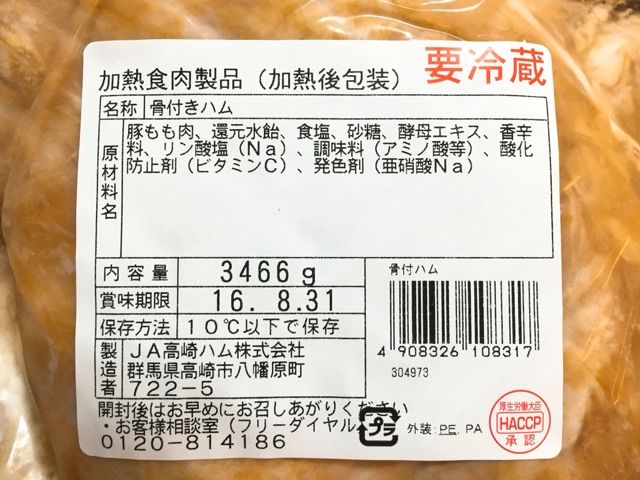 要冷蔵
加熱食肉製品（加熱後包装）
名称 骨付きハム
原材料名
豚もも肉、還元水飴、食塩、砂糖、酵母エキス、香辛
料、リン酸塩（Na）、調味料（アミノ酸等）、酸化
防止剤（ビタミンC）、発色剤（亜硝酸Na）
内容量 3466g
賞味期限 16. 8.31
保存方法 10℃以下で保存
製造者
JA高崎ハム株式会社
群馬県高崎市八幡原町
722-5
骨付ハム
4 908326 108317
304973
開封後はお早めにお召しあがりください
・お客様相談室（フリーダイヤル
0120-814186
プラ
外装:PE, PA
厚生労働大臣
HACCP
承認